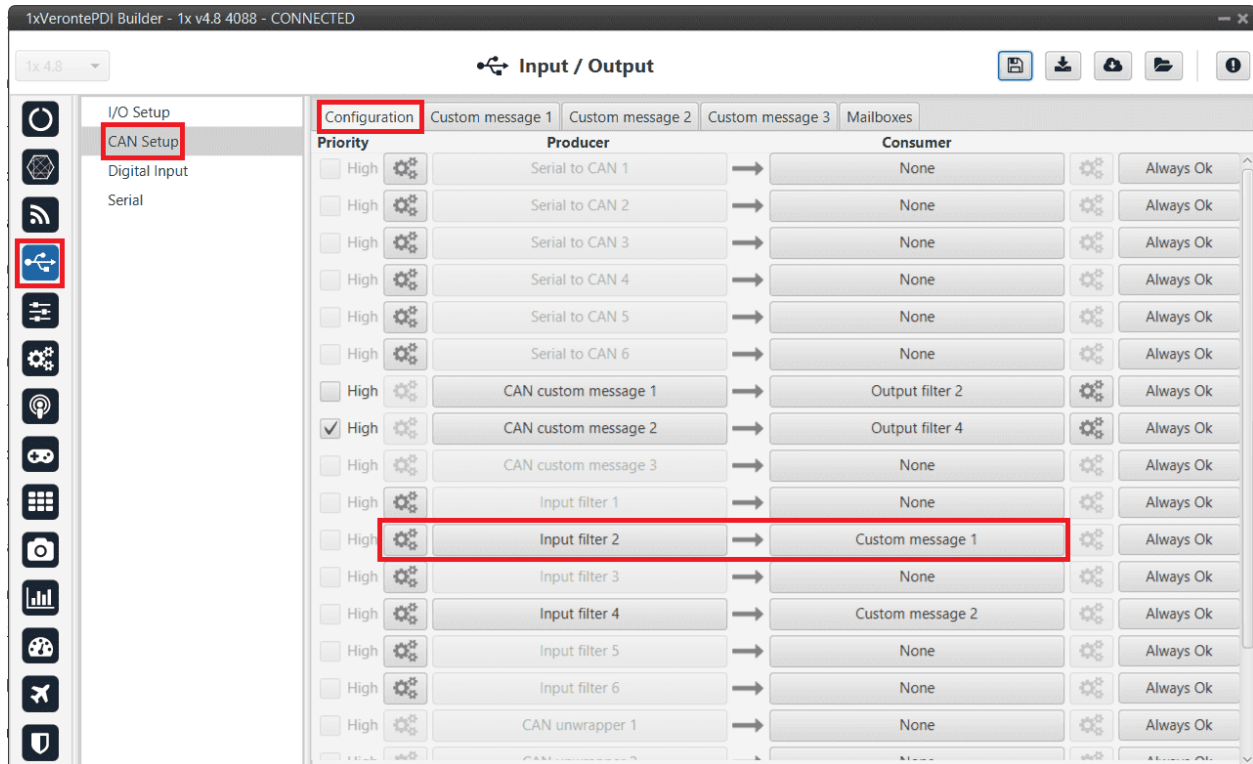 1xVerontePDI Builder - 1x v4.8 4088 - CONNECTED
1x 4.8
Input / Output
I/O Setup
CAN Setup
Digital Input
Serial
Configuration Custom message 1 Custom message 2 Custom message 3 Mailboxes
Priority Producer Consumer
High Serial to CAN 1 None Always Ok
High Serial to CAN 2 None Always Ok
High Serial to CAN 3 None Always Ok
High Serial to CAN 4 None Always Ok
High Serial to CAN 5 None Always Ok
High Serial to CAN 6 None Always Ok
High CAN custom message 1 Output filter 2 Always Ok
High CAN custom message 2 Output filter 4 Always Ok
High CAN custom message 3 None Always Ok
High Input filter 1 None Always Ok
High Input filter 2 Custom message 1 Always Ok
High Input filter 3 None Always Ok
High Input filter 4 Custom message 2 Always Ok
High Input filter 5 None Always Ok
High Input filter 6 None Always Ok
High CAN unwrapper 1 None Always Ok